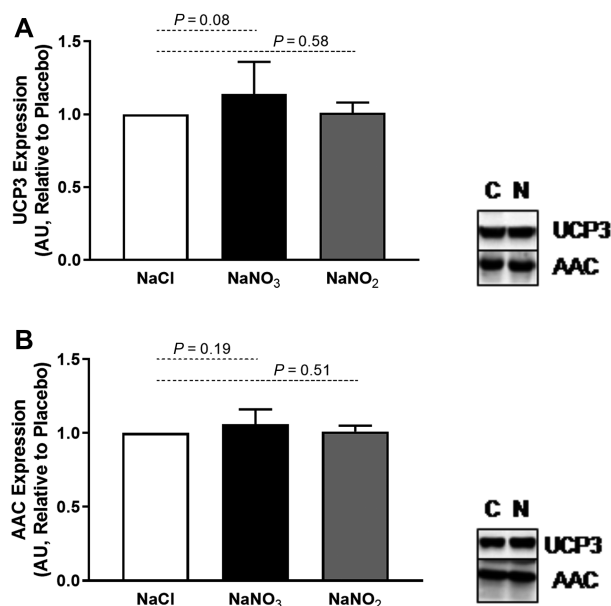 A
P = 0.08
P = 0.58
UCP3 Expression
(AU, Relative to Placebo)
1.5
1.0
0.5
0.0
NaCl
NaNO₃
NaNO₂
C N
UCP3
AAC
B
P = 0.19
P = 0.51
AAC Expression
(AU, Relative to Placebo)
1.5
1.0
0.5
0.0
NaCl
NaNO₃
NaNO₂
C N
UCP3
AAC